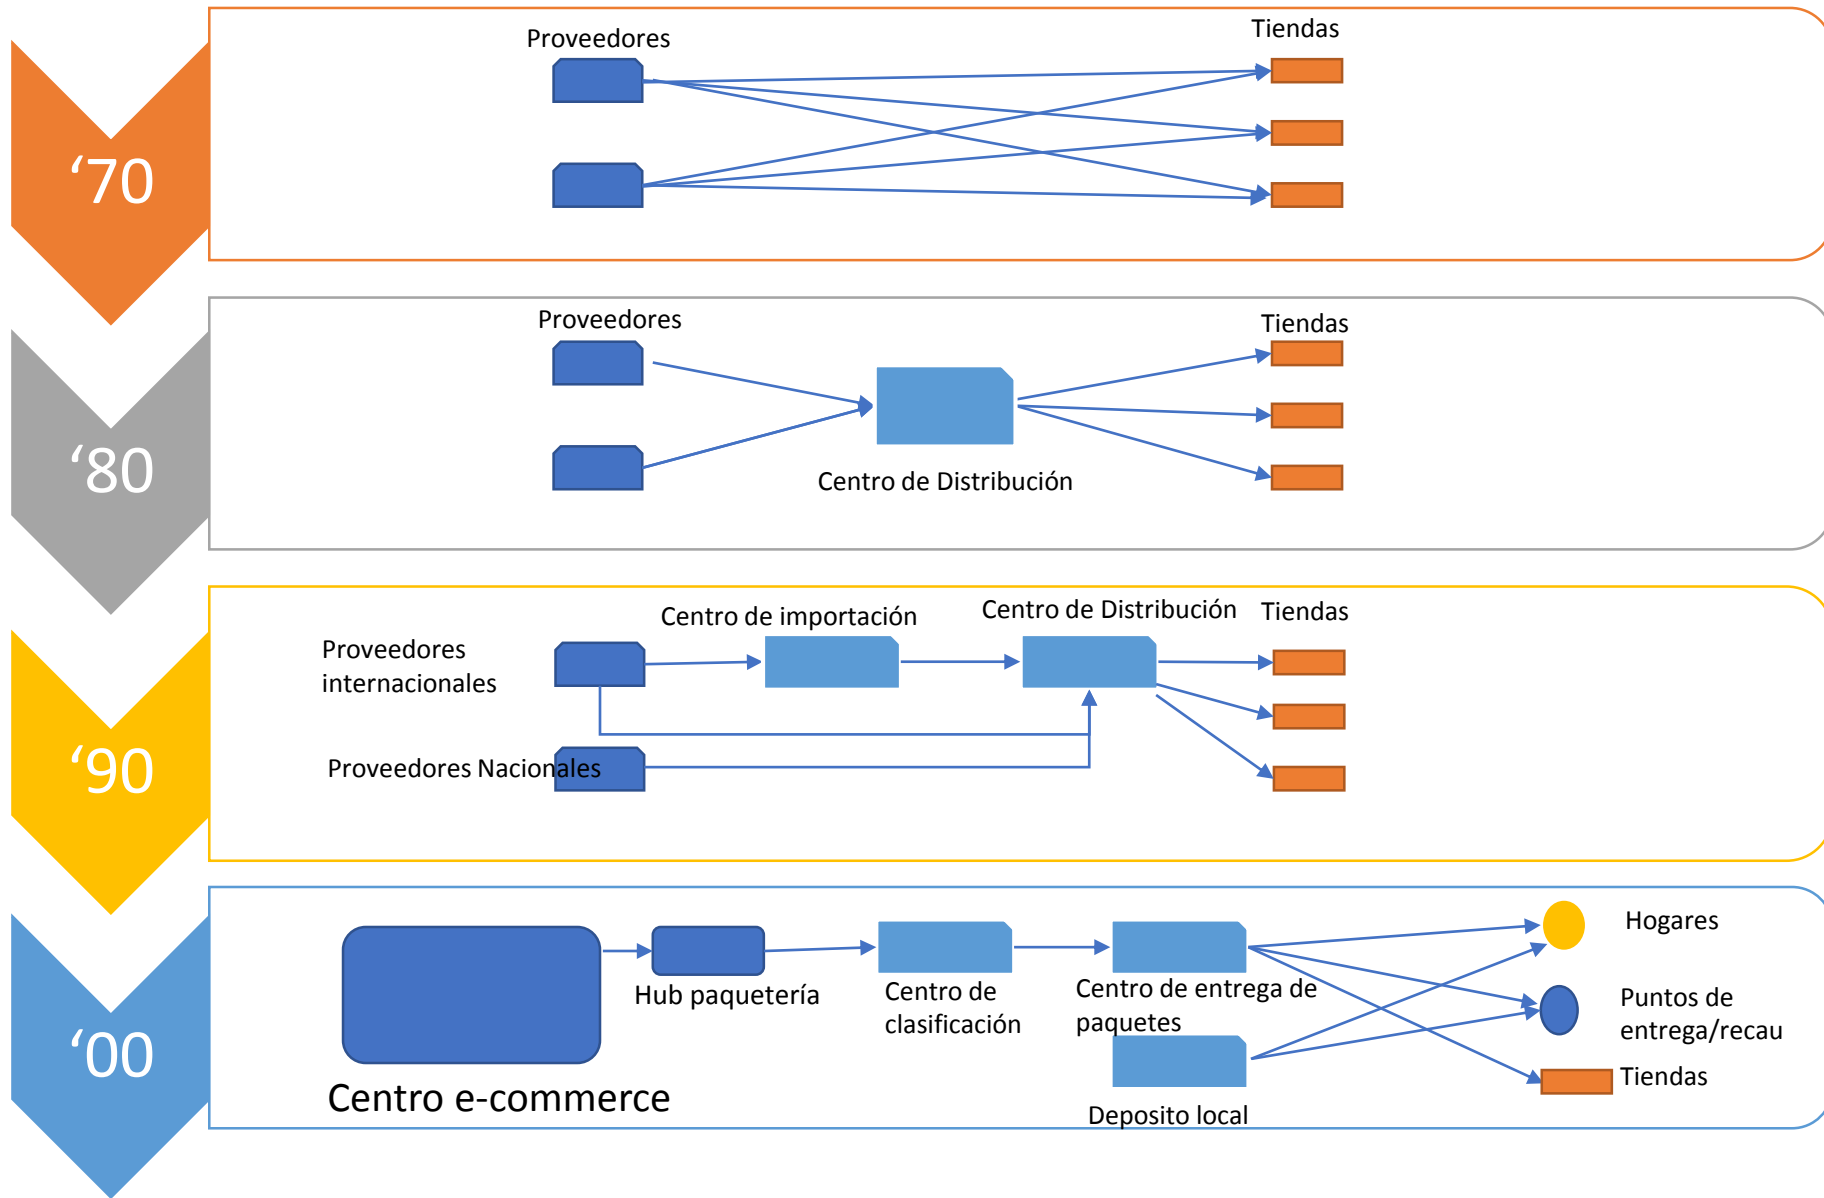 ‘70
Proveedores
Tiendas
‘80
Proveedores
Tiendas
Centro de Distribución
‘90
Proveedores
internacionales
Centro de importación
Centro de Distribución
Tiendas
Proveedores Nacionales
‘00
Centro e-commerce
Hub paquetería
Centro de
clasificación
Centro de entrega de
paquetes
Deposito local
Hogares
Puntos de
entrega/recau
Tiendas